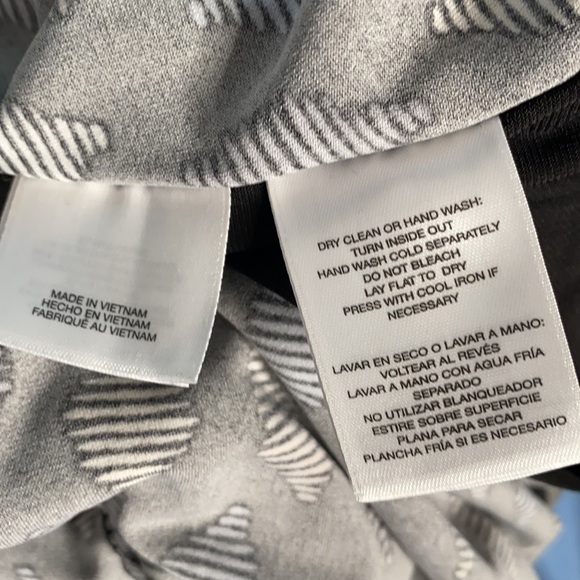 MADE IN VIETNAM
HECHO EN VIETNAM
FABRIQUÉ AU VIETNAM
DRY CLEAN OR HAND WASH:
TURN INSIDE OUT
HAND WASH COLD SEPARATELY
DO NOT BLEACH
LAY FLAT TO DRY
PRESS WITH COOL IRON IF
NECESSARY
LAVAR EN SECO O LAVAR A MANO:
VOLTEAR AL REVÉS
LAVAR A MANO CON AGUA FRÍA
SEPARADO
NO UTILIZAR BLANQUEADOR
ESTIRE SOBRE SUPERFICIE
PLANA PARA SECAR
PLANCHA FRÍA SI ES NECESARIO